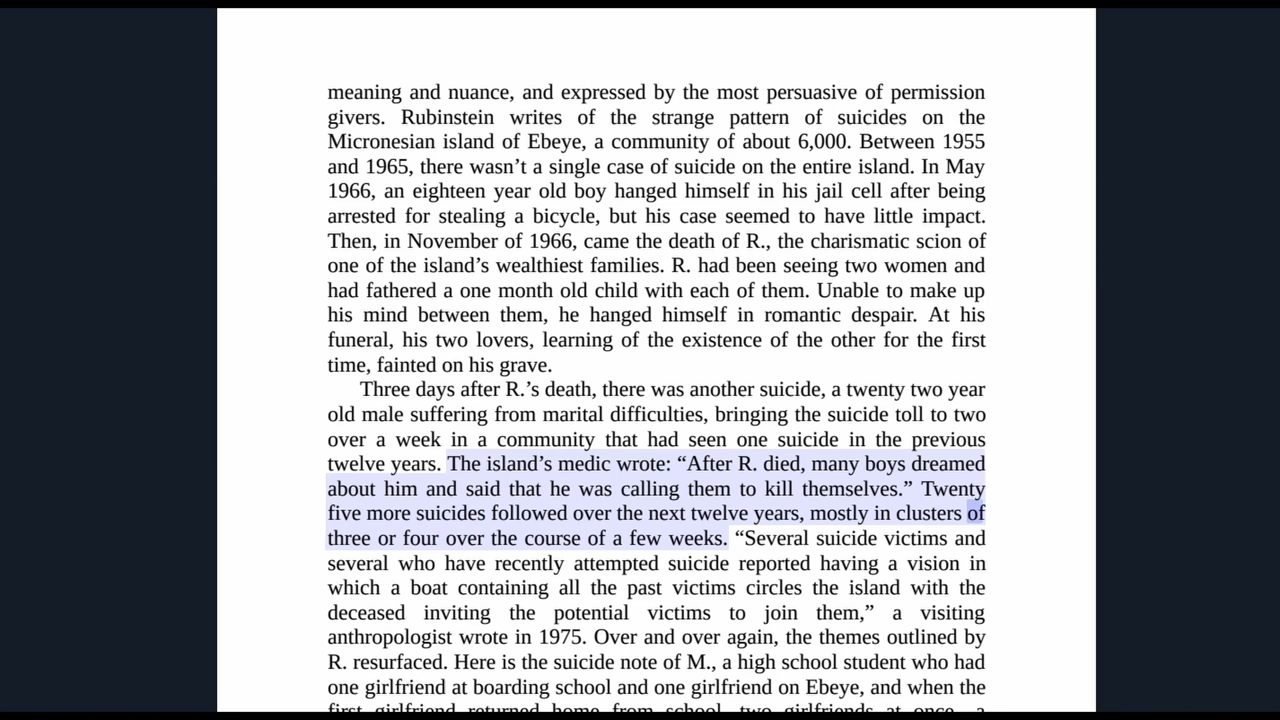 meaning and nuance, and expressed by the most persuasive of permission
givers. Rubinstein writes of the strange pattern of suicides on the
Micronesian island of Ebeye, a community of about 6,000. Between 1955
and 1965, there wasn’t a single case of suicide on the entire island. In May
1966, an eighteen year old boy hanged himself in his jail cell after being
arrested for stealing a bicycle, but his case seemed to have little impact.
Then, in November of 1966, came the death of R., the charismatic scion of
one of the island’s wealthiest families. R. had been seeing two women and
had fathered a one month old child with each of them. Unable to make up
his mind between them, he hanged himself in romantic despair. At his
funeral, his two lovers, learning of the existence of the other for the first
time, fainted on his grave.
Three days after R.’s death, there was another suicide, a twenty two year
old male suffering from marital difficulties, bringing the suicide toll to two
over a week in a community that had seen one suicide in the previous
twelve years. The island’s medic wrote: “After R. died, many boys dreamed
about him and said that he was calling them to kill themselves.” Twenty
five more suicides followed over the next twelve years, mostly in clusters of
three or four over the course of a few weeks. “Several suicide victims and
several who have recently attempted suicide reported having a vision in
which a boat containing all the past victims circles the island with the
deceased inviting the potential victims to join them,” a visiting
anthropologist wrote in 1975. Over and over again, the themes outlined by
R. resurfaced. Here is the suicide note of M., a high school student who had
one girlfriend at boarding school and one girlfriend on Ebeye, and when the
first girlfriend returned home from school, two girlfriends at once, a